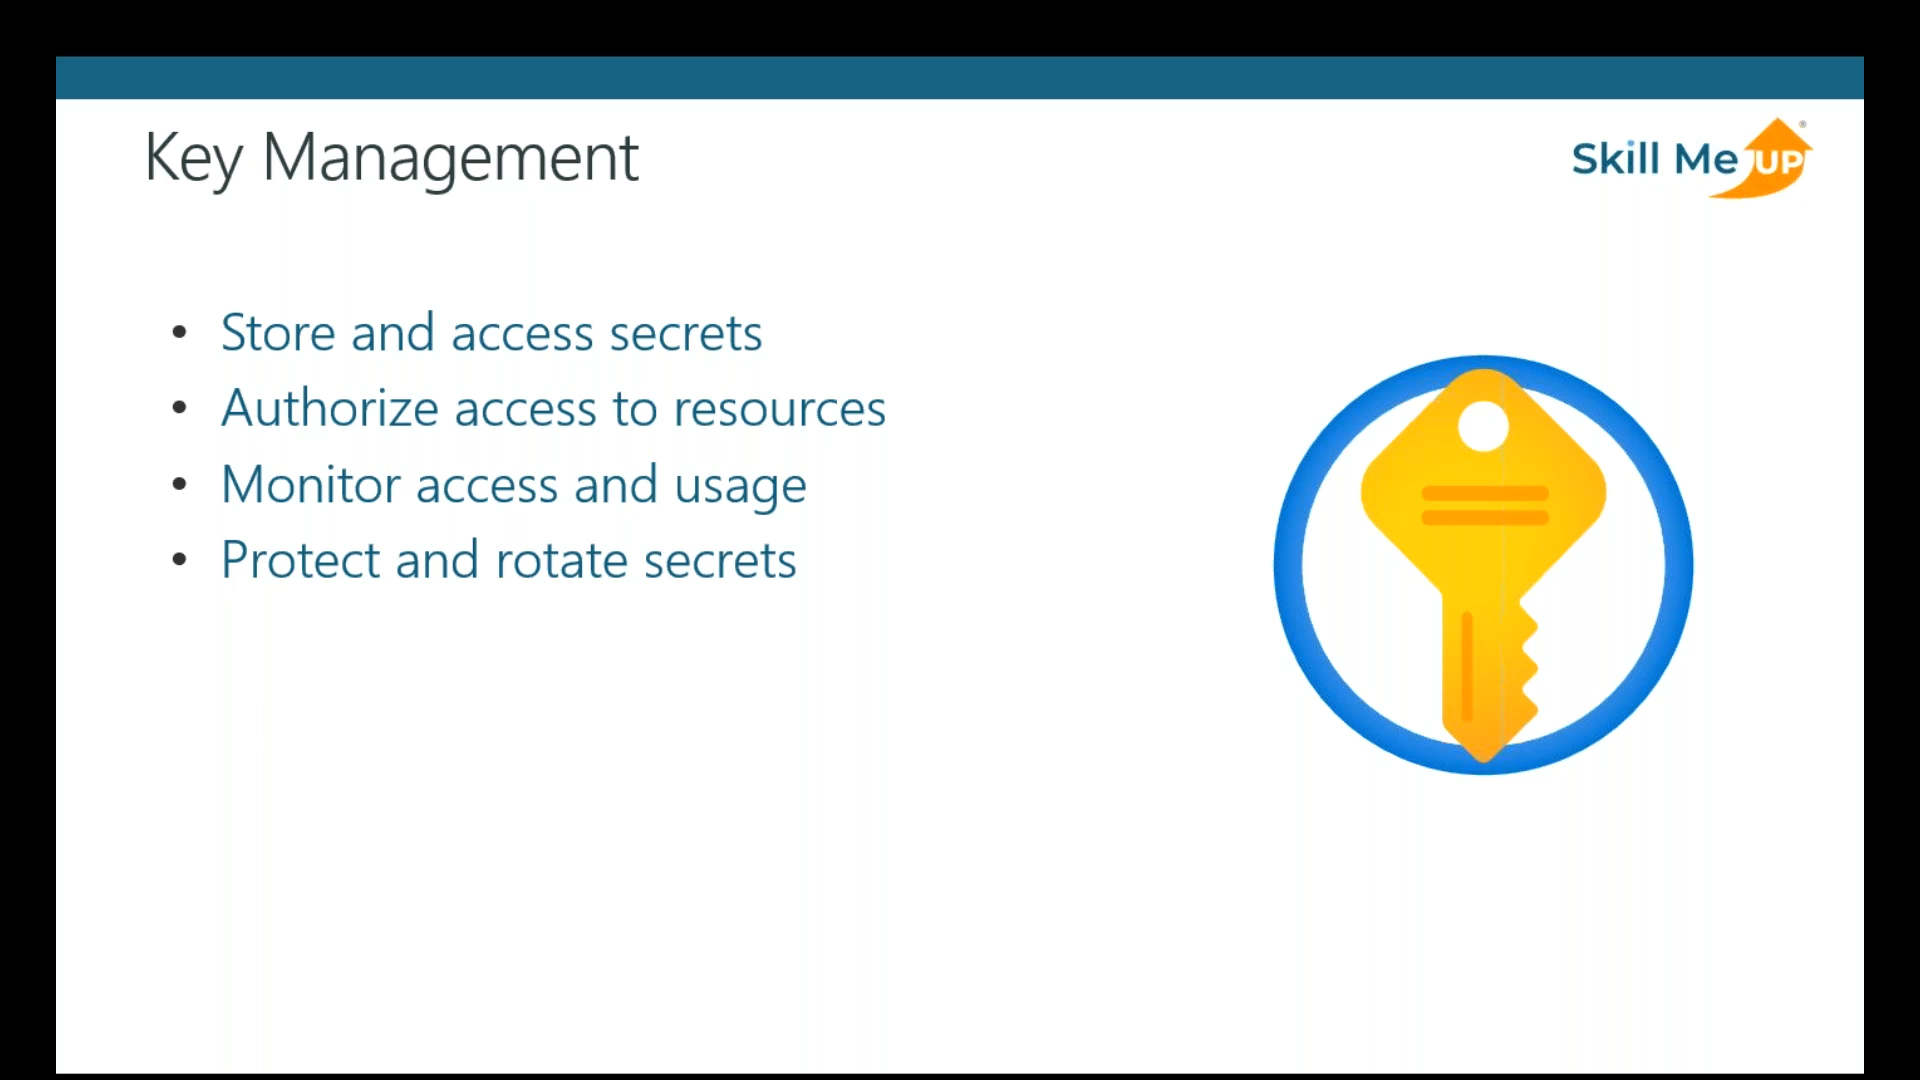 Key Management
Skill Me UP®
• Store and access secrets
• Authorize access to resources
• Monitor access and usage
• Protect and rotate secrets